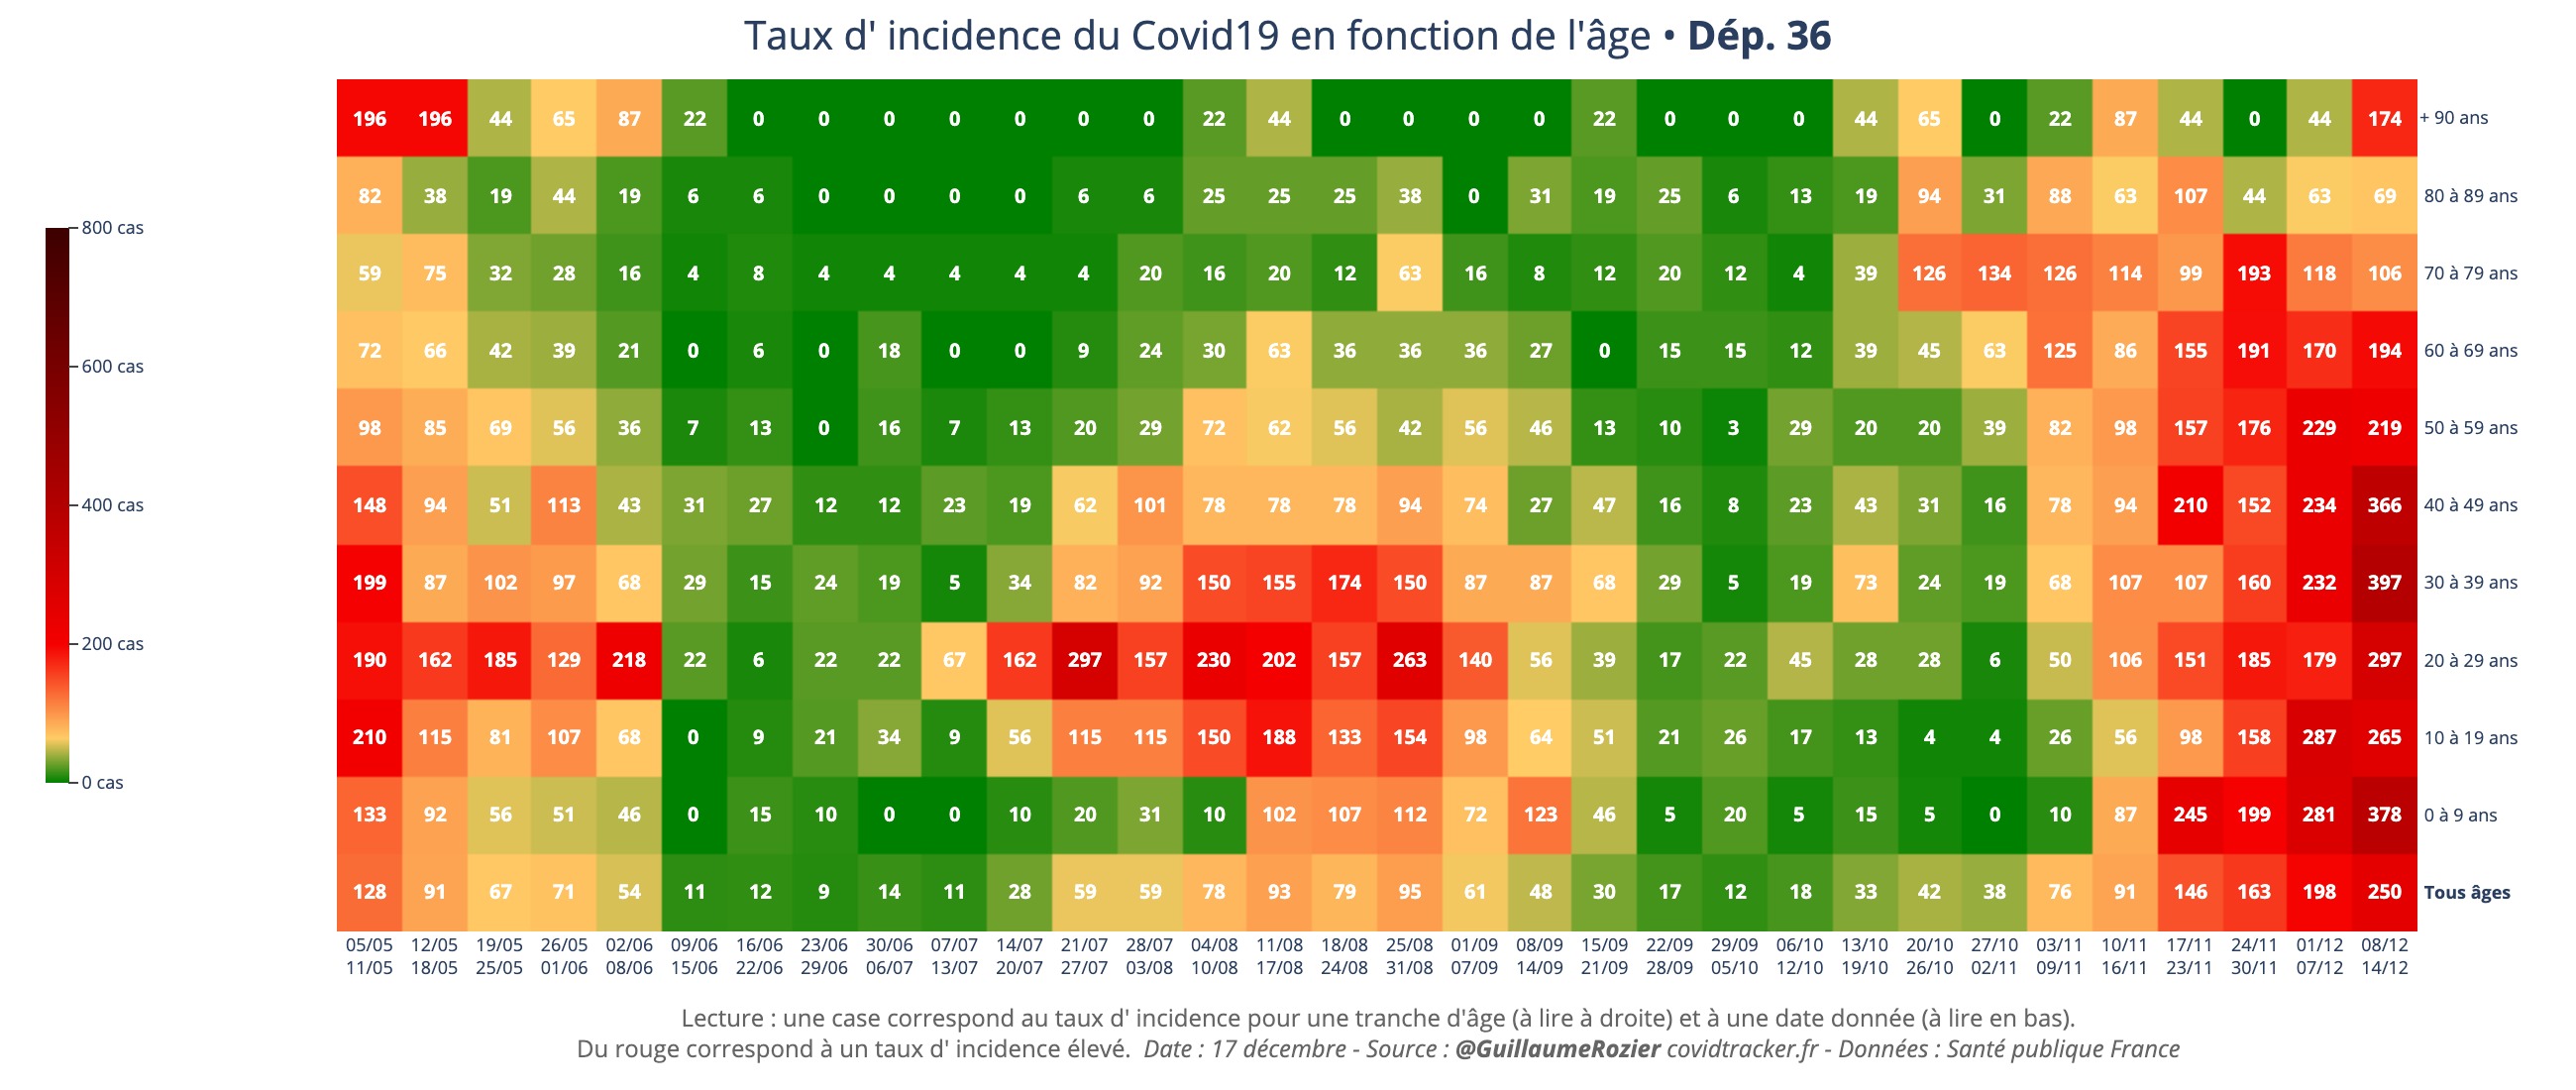 Taux d' incidence du Covid19 en fonction de l'âge • Dép. 36
800 cas
600 cas
400 cas
200 cas
0 cas
196 196 44 65 87 22 0 0 0 0 0 0 0 22 44 0 0 0 0 22 0 0 0 44 65 0 22 87 44 0 44 174 + 90 ans
82 38 19 44 19 6 6 0 0 0 0 6 6 25 25 25 38 0 31 19 25 6 13 19 94 31 88 63 107 44 63 69 80 à 89 ans
59 75 32 28 16 4 8 4 4 4 4 4 20 16 20 12 63 16 8 12 20 12 4 39 126 134 126 114 99 193 118 106 70 à 79 ans
72 66 42 39 21 0 6 0 18 0 0 9 24 30 63 36 36 36 27 0 15 15 12 39 45 63 125 86 155 191 170 194 60 à 69 ans
98 85 69 56 36 7 13 0 16 7 13 20 29 72 62 56 42 56 46 13 10 3 29 20 20 39 82 98 157 176 229 219 50 à 59 ans
148 94 51 113 43 31 27 12 12 23 19 62 101 78 78 78 94 74 27 47 16 8 23 43 31 16 78 94 210 152 234 366 40 à 49 ans
199 87 102 97 68 29 15 24 19 5 34 82 92 150 155 174 150 87 87 68 29 5 19 73 24 19 68 107 107 160 232 397 30 à 39 ans
190 162 185 129 218 22 6 22 22 67 162 297 157 230 202 157 263 140 56 39 17 22 45 28 28 6 50 106 151 185 179 297 20 à 29 ans
210 115 81 107 68 0 9 21 34 9 56 115 115 150 188 133 154 98 64 51 21 26 17 13 4 4 26 56 98 158 287 265 10 à 19 ans
133 92 56 51 46 0 15 10 0 0 10 20 31 10 102 107 112 72 123 46 5 20 5 15 5 0 10 87 245 199 281 378 0 à 9 ans
128 91 67 71 54 11 12 9 14 11 28 59 59 78 93 79 95 61 48 30 17 12 18 33 42 38 76 91 146 163 198 250 Tous âges
05/05 12/05 19/05 26/05 02/06 09/06 16/06 23/06 30/06 07/07 14/07 21/07 28/07 04/08 11/08 18/08 25/08 01/09 08/09 15/09 22/09 29/09 06/10 13/10 20/10 27/10 03/11 10/11 17/11 24/11 01/12 08/12
11/05 18/05 25/05 01/06 08/06 15/06 22/06 29/06 06/07 13/07 20/07 27/07 03/08 10/08 17/08 24/08 31/08 07/09 14/09 21/09 28/09 05/10 12/10 19/10 26/10 02/11 09/11 16/11 23/11 30/11 07/12 14/12
Lecture : une case correspond au taux d' incidence pour une tranche d'âge (à lire à droite) et à une date donnée (à lire en bas).
Du rouge correspond à un taux d' incidence élevé. Date : 17 décembre - Source : @GuillaumeRozier covidtracker.fr - Données : Santé publique France